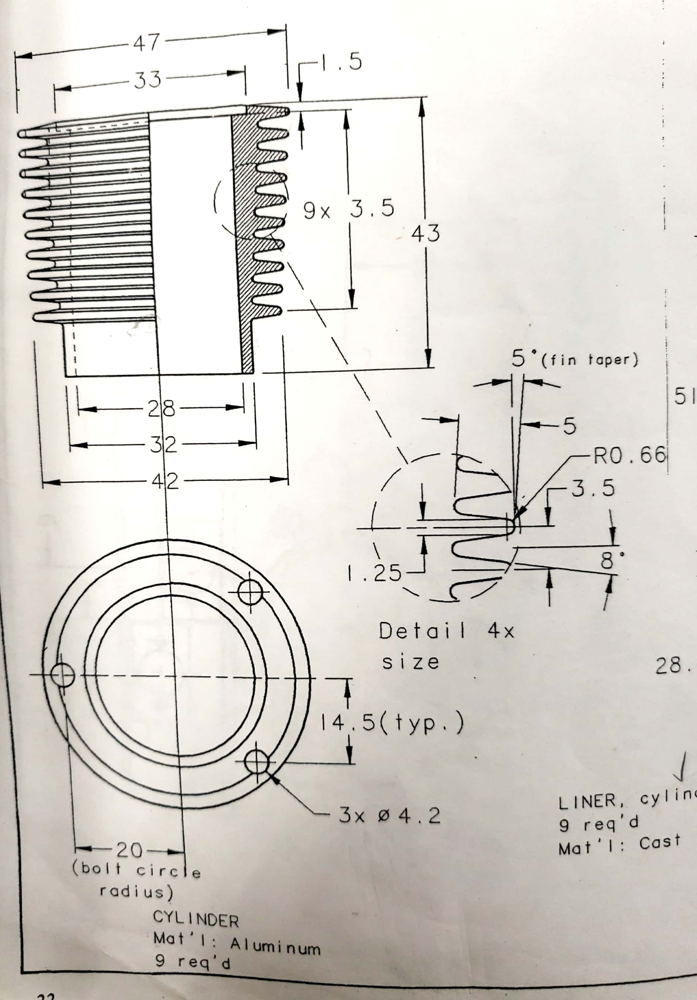 47
33
1.5
9x 3.5
43
28
32
42
5°(fin taper)
51
5
R0.66
3.5
8°
1.25
Detail 4x
size
28.
14.5(typ.)
3x ø4.2
20
(bolt circle
radius)
CYLINDER
Mat'l: Aluminum
9 req'd
LINER,
9 req'd
Mat'l: Cast